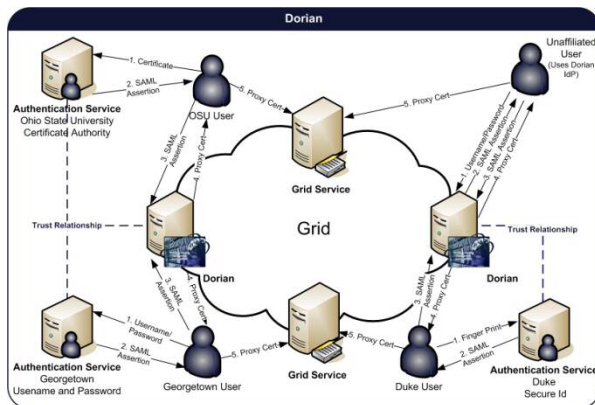 Dorian
1. Certificate
2. SAML
Assertion
Authentication Service
Ohio State University
Certificate Authority
OSU User
5. Proxy Cert
3. SAML
Assertion
4. Proxy Cert
Grid Service
Unaffiliated
User
(Uses Dorian
IdP)
5. Proxy Cert
1. Username/Password
2. SAML Assertion
3. SAML Assertion
4. Proxy Cert
Trust Relationship
Grid
Trust Relationship
Dorian
Dorian
4. Proxy Cert
3. SAML
Assertion
3. SAML
Assertion
4. Proxy Cert
1. Username/
Password
2. SAML
Assertion
5. Proxy Cert
5. Proxy Cert
1. Finger Print
2. SAML
Assertion
Authentication Service
Georgetown
Usename and Password
Georgetown User
Grid Service
Duke User
Authentication Service
Duke
Secure Id